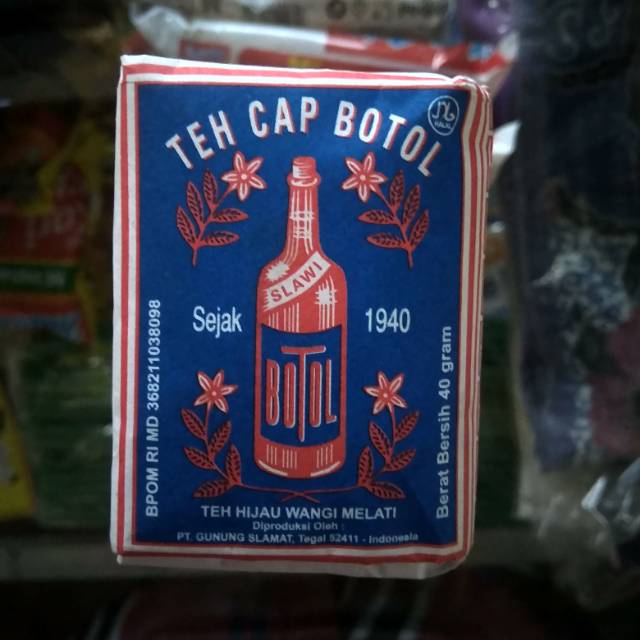 TEH CAP BOTOL
HALAL
SLAWI
Sejak 1940
BOTOL
BPOM RI MD 368211038098
Berat Bersih 40 gram
TEH HIJAU WANGI MELATI
Diproduksi Oleh :
PT. GUNUNG SLAMAT, Tegal 52411 - Indonesia